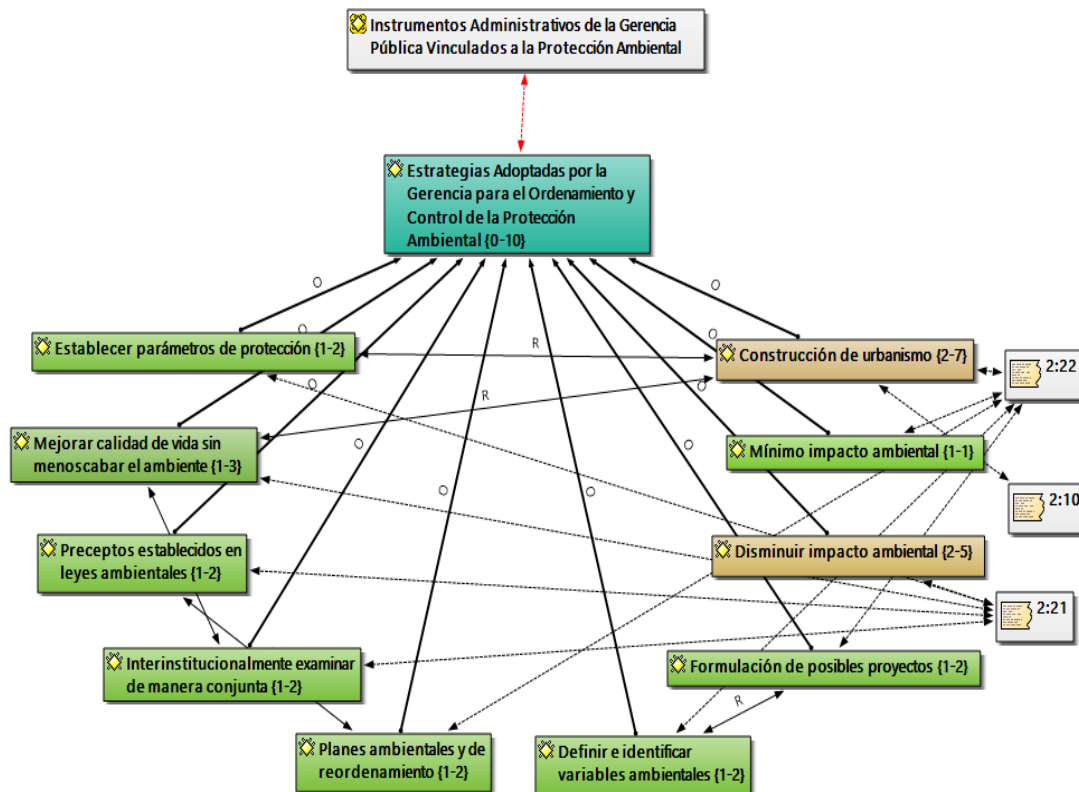 Instrumentos Administrativos de la Gerencia
Pública Vinculados a la Protección Ambiental
Estrategias Adoptadas por la
Gerencia para el Ordenamiento y
Control de la Protección
Ambiental {0-10}
O
O
O
O
O
O
O
O
O
O
Establecer parámetros de protección {1-2}
R
Construcción de urbanismo {2-7}
2:22
R
Mejorar calidad de vida sin
menoscabar el ambiente {1-3}
Mínimo impacto ambiental {1-1}
2:10
Preceptos establecidos en
leyes ambientales {1-2}
Disminuir impacto ambiental {2-5}
2:21
Interinstitucionalmente examinar
de manera conjunta {1-2}
Formulación de posibles proyectos {1-2}
R
Planes ambientales y de
reordenamiento {1-2}
Definir e identificar
variables ambientales {1-2}